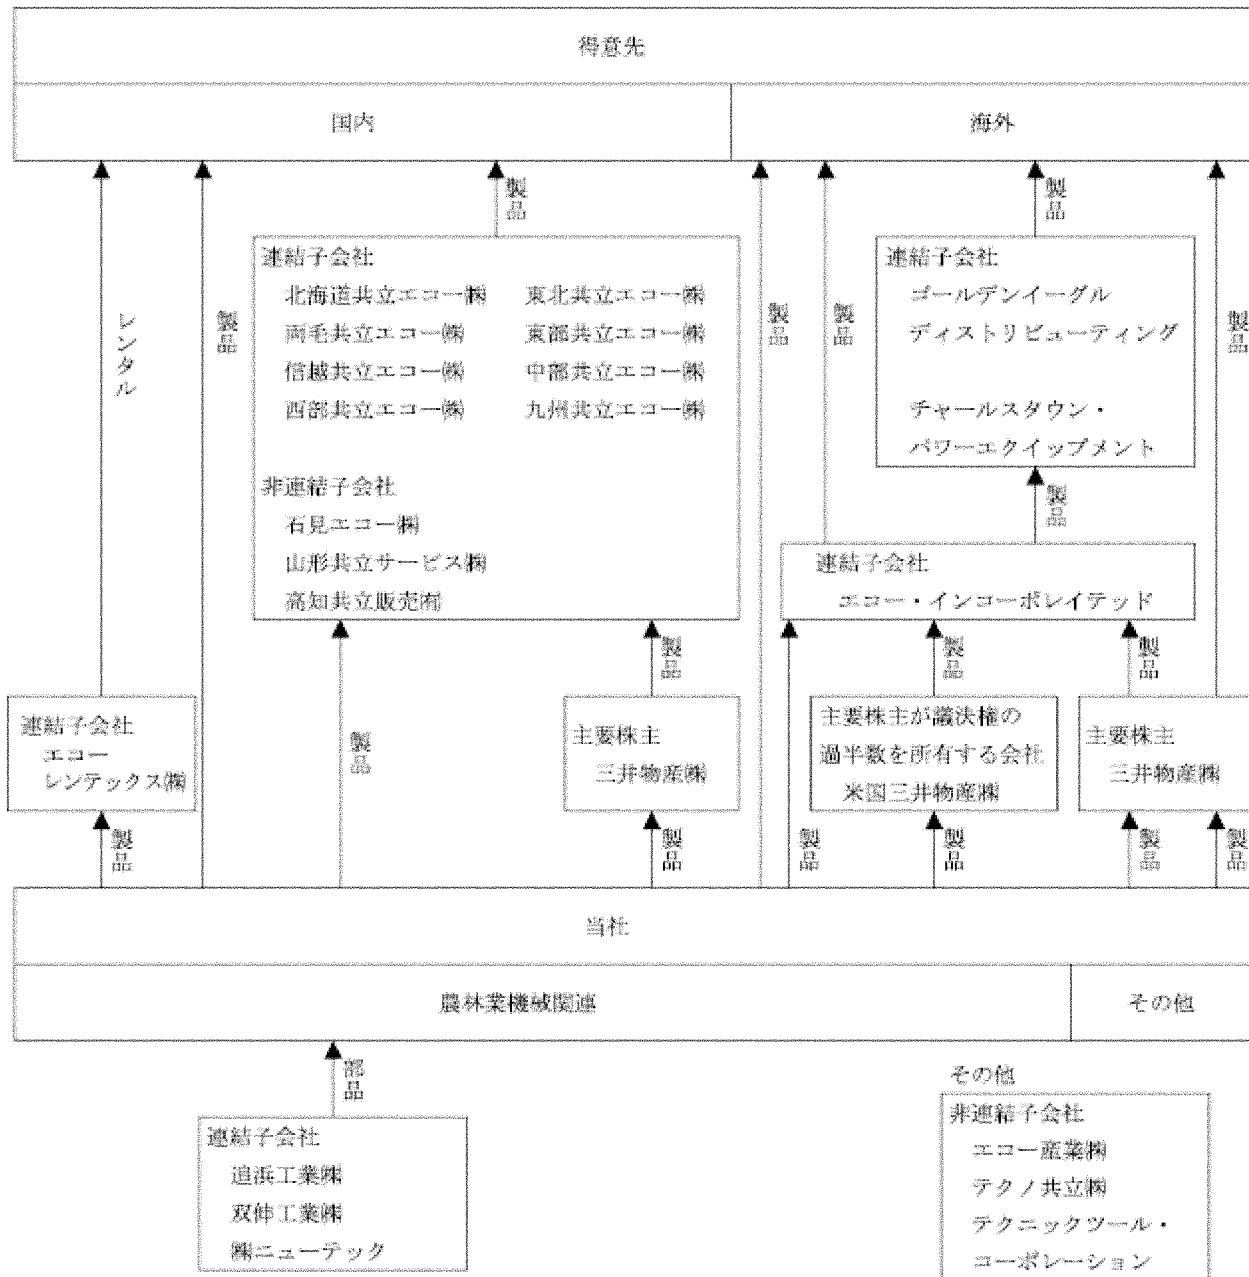 得意先
国内
海外
製品
製品
連結子会社
北海道共立エコー㈱ 東北共立エコー㈱
両毛共立エコー㈱ 東部共立エコー㈱
信越共立エコー㈱ 中部共立エコー㈱
西部共立エコー㈱ 九州共立エコー㈱
非連結子会社
石見エコー㈱
山形共立サービス㈱
高知共立販売㈲
連結子会社
ゴールデンイーグル
ディストリビューティング
チャールスタウン・
パワーエクイップメント
レンタル
製品
製品
製品
製品
製品
連結子会社
エコー・インコーポレイテッド
製品
製品
製品
連結子会社
エコー
レンテックス㈱
製品
主要株主
三井物産㈱
主要株主が議決権の
過半数を所有する会社
米国三井物産㈱
主要株主
三井物産㈱
製品
製品
製品
製品
製品
製品
当社
農林業機械関連
その他
部品
連結子会社
追浜工業㈱
双伸工業㈱
㈱ニューテック
その他
非連結子会社
エコー産業㈱
テクノ共立㈱
テクニックツール・
コーポレーション